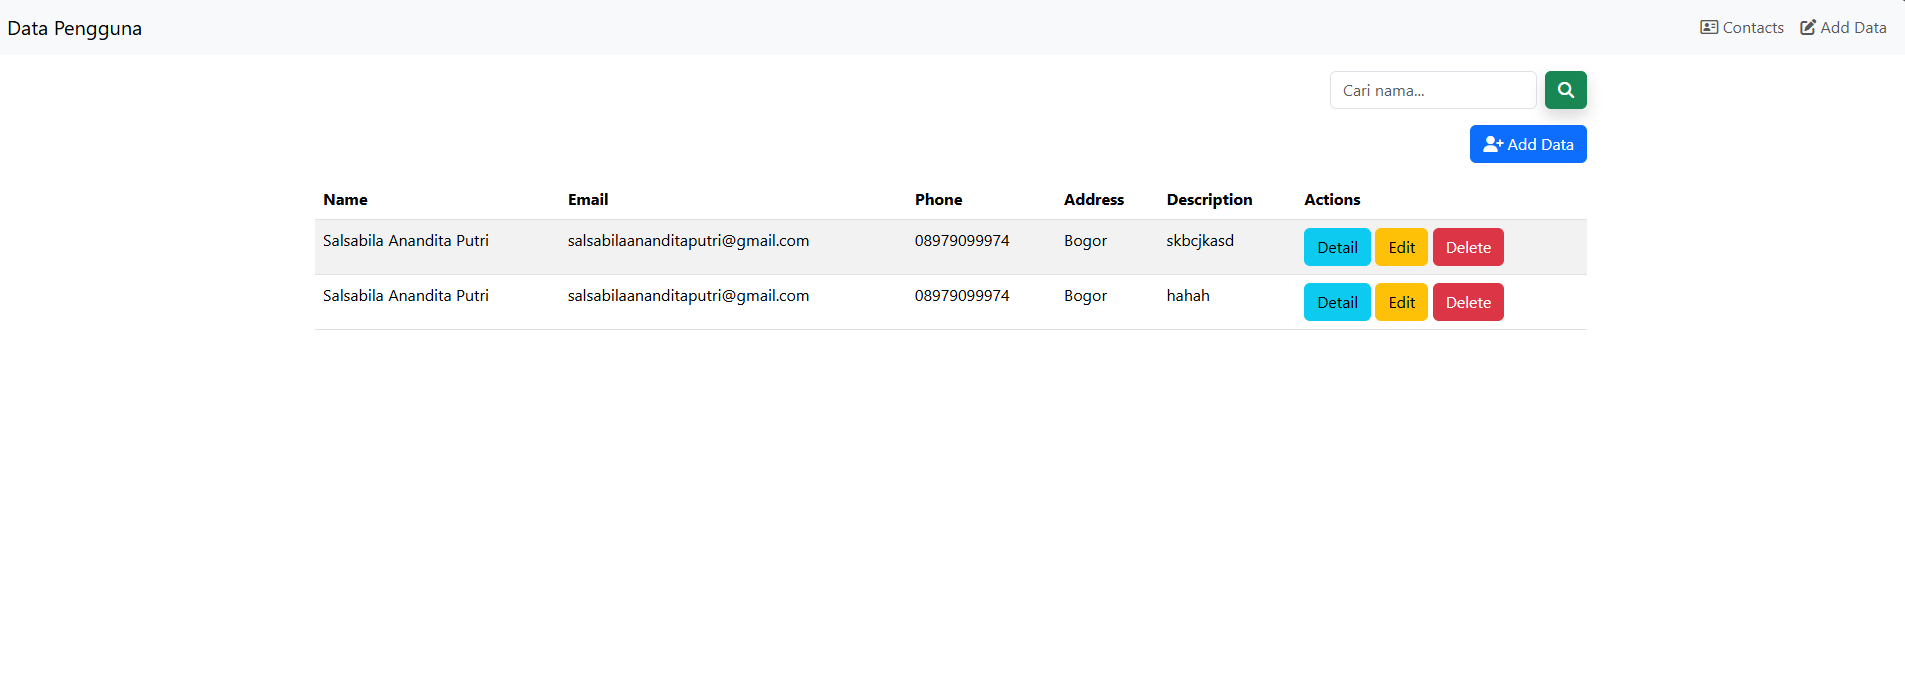 Data Pengguna Contacts Add Data
Cari nama...
Add Data
Name Email Phone Address Description Actions
Salsabila Anandita Putri salsabilaananditaputri@gmail.com 08979099974 Bogor skbcjkasd Detail Edit Delete
Salsabila Anandita Putri salsabilaananditaputri@gmail.com 08979099974 Bogor hahah Detail Edit Delete